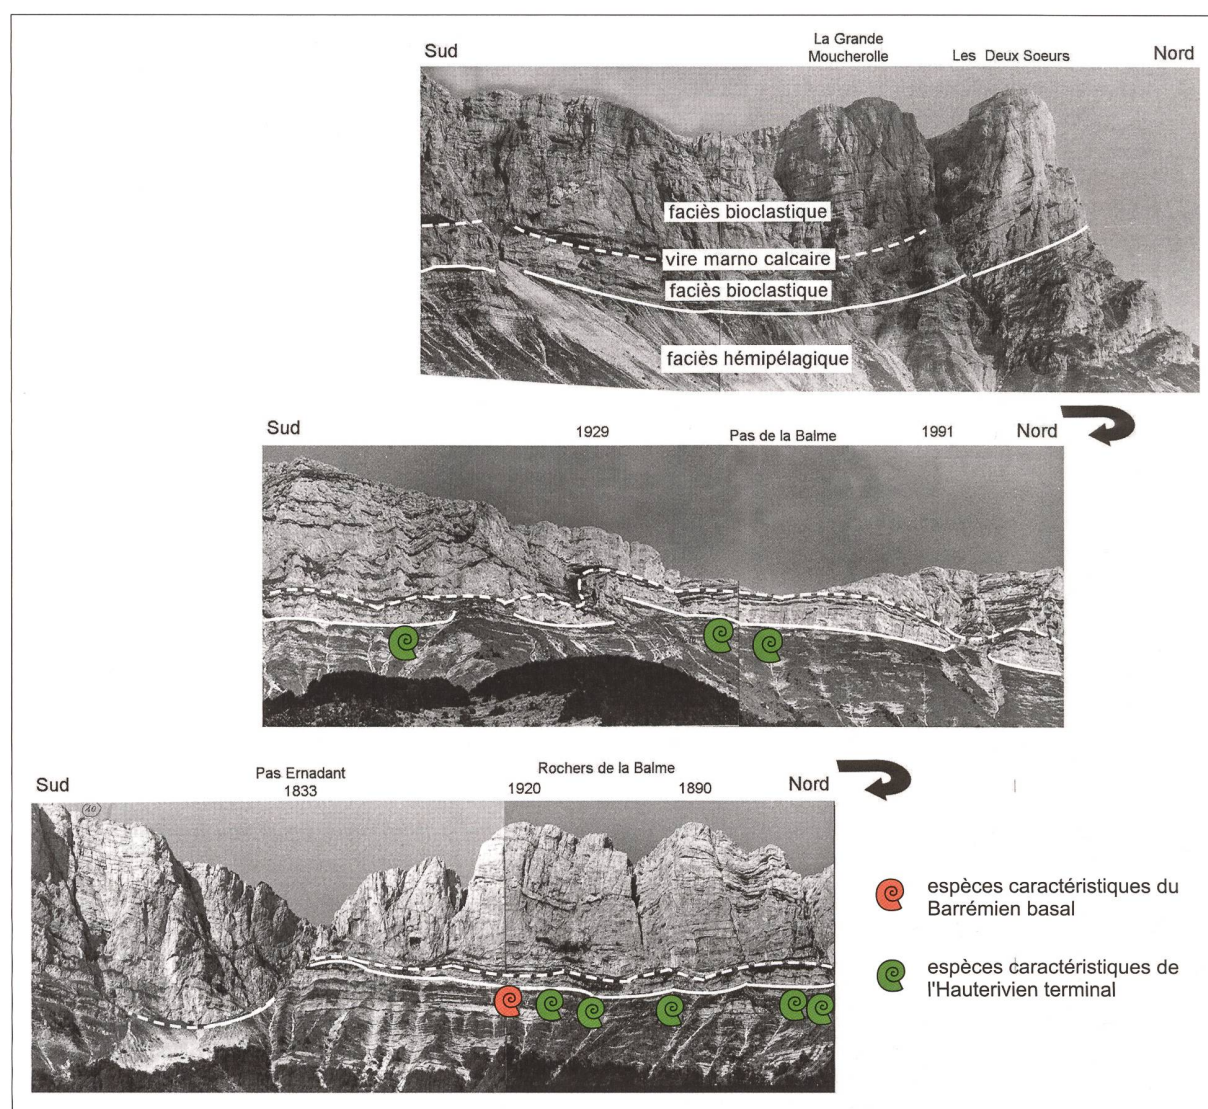 La Grande
Moucherolle
Sud
Les Deux Soeurs
Nord
faciès bioclastique
vire marno calcaire
faciès bioclastique
faciès hémipélagique
Sud
1929
Pas de la Balme
1991
Nord
Sud
Pas Ernadant
1833
Rochers de la Balme
1920
1890
Nord
10
espèces caractéristiques du
Barrémien basal
espèces caractéristiques de
l'Hauterivien terminal